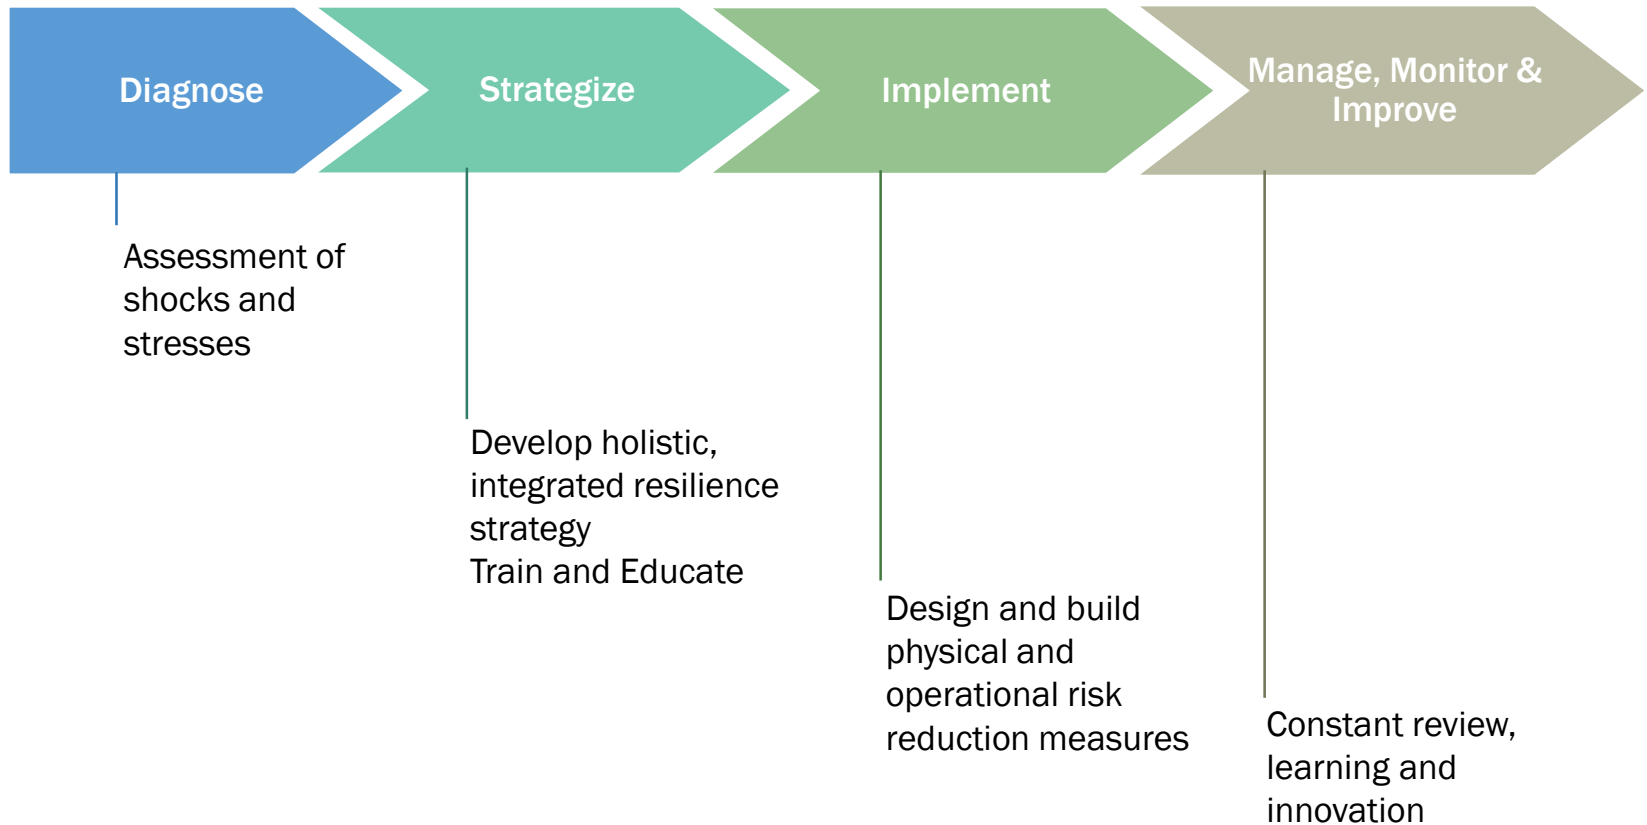 Diagnose
Strategize
Implement
Manage, Monitor &
Improve
Assessment of
shocks and
stresses
Develop holistic,
integrated resilience
strategy
Train and Educate
Design and build
physical and
operational risk
reduction measures
Constant review,
learning and
innovation